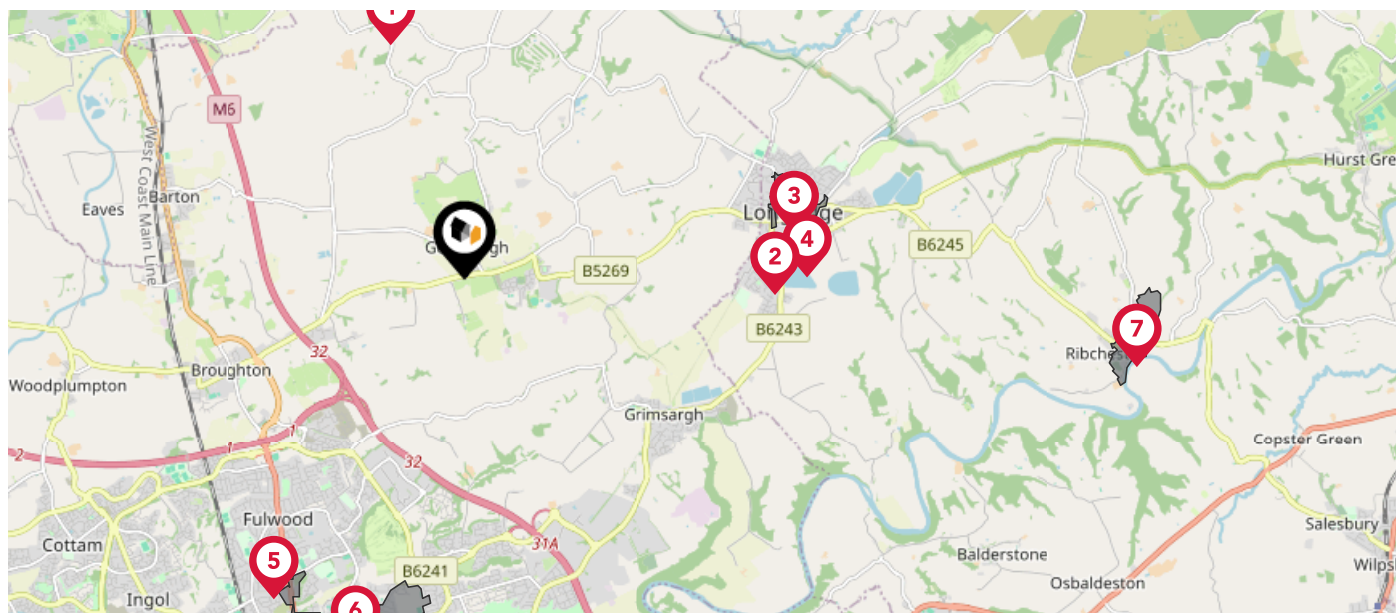 1
M6
West Coast Main Line
Hurst Gre
Barton
Eaves
3
4
B6245
2
B5269
B6243
7
32
Broughton
Woodplumpton
Grimsargh
1
1
2
32
Copster Green
Fulwood
Salesbury
Cottam
31A
Balderstone
5
B6241
Osbaldeston
Ingol
6